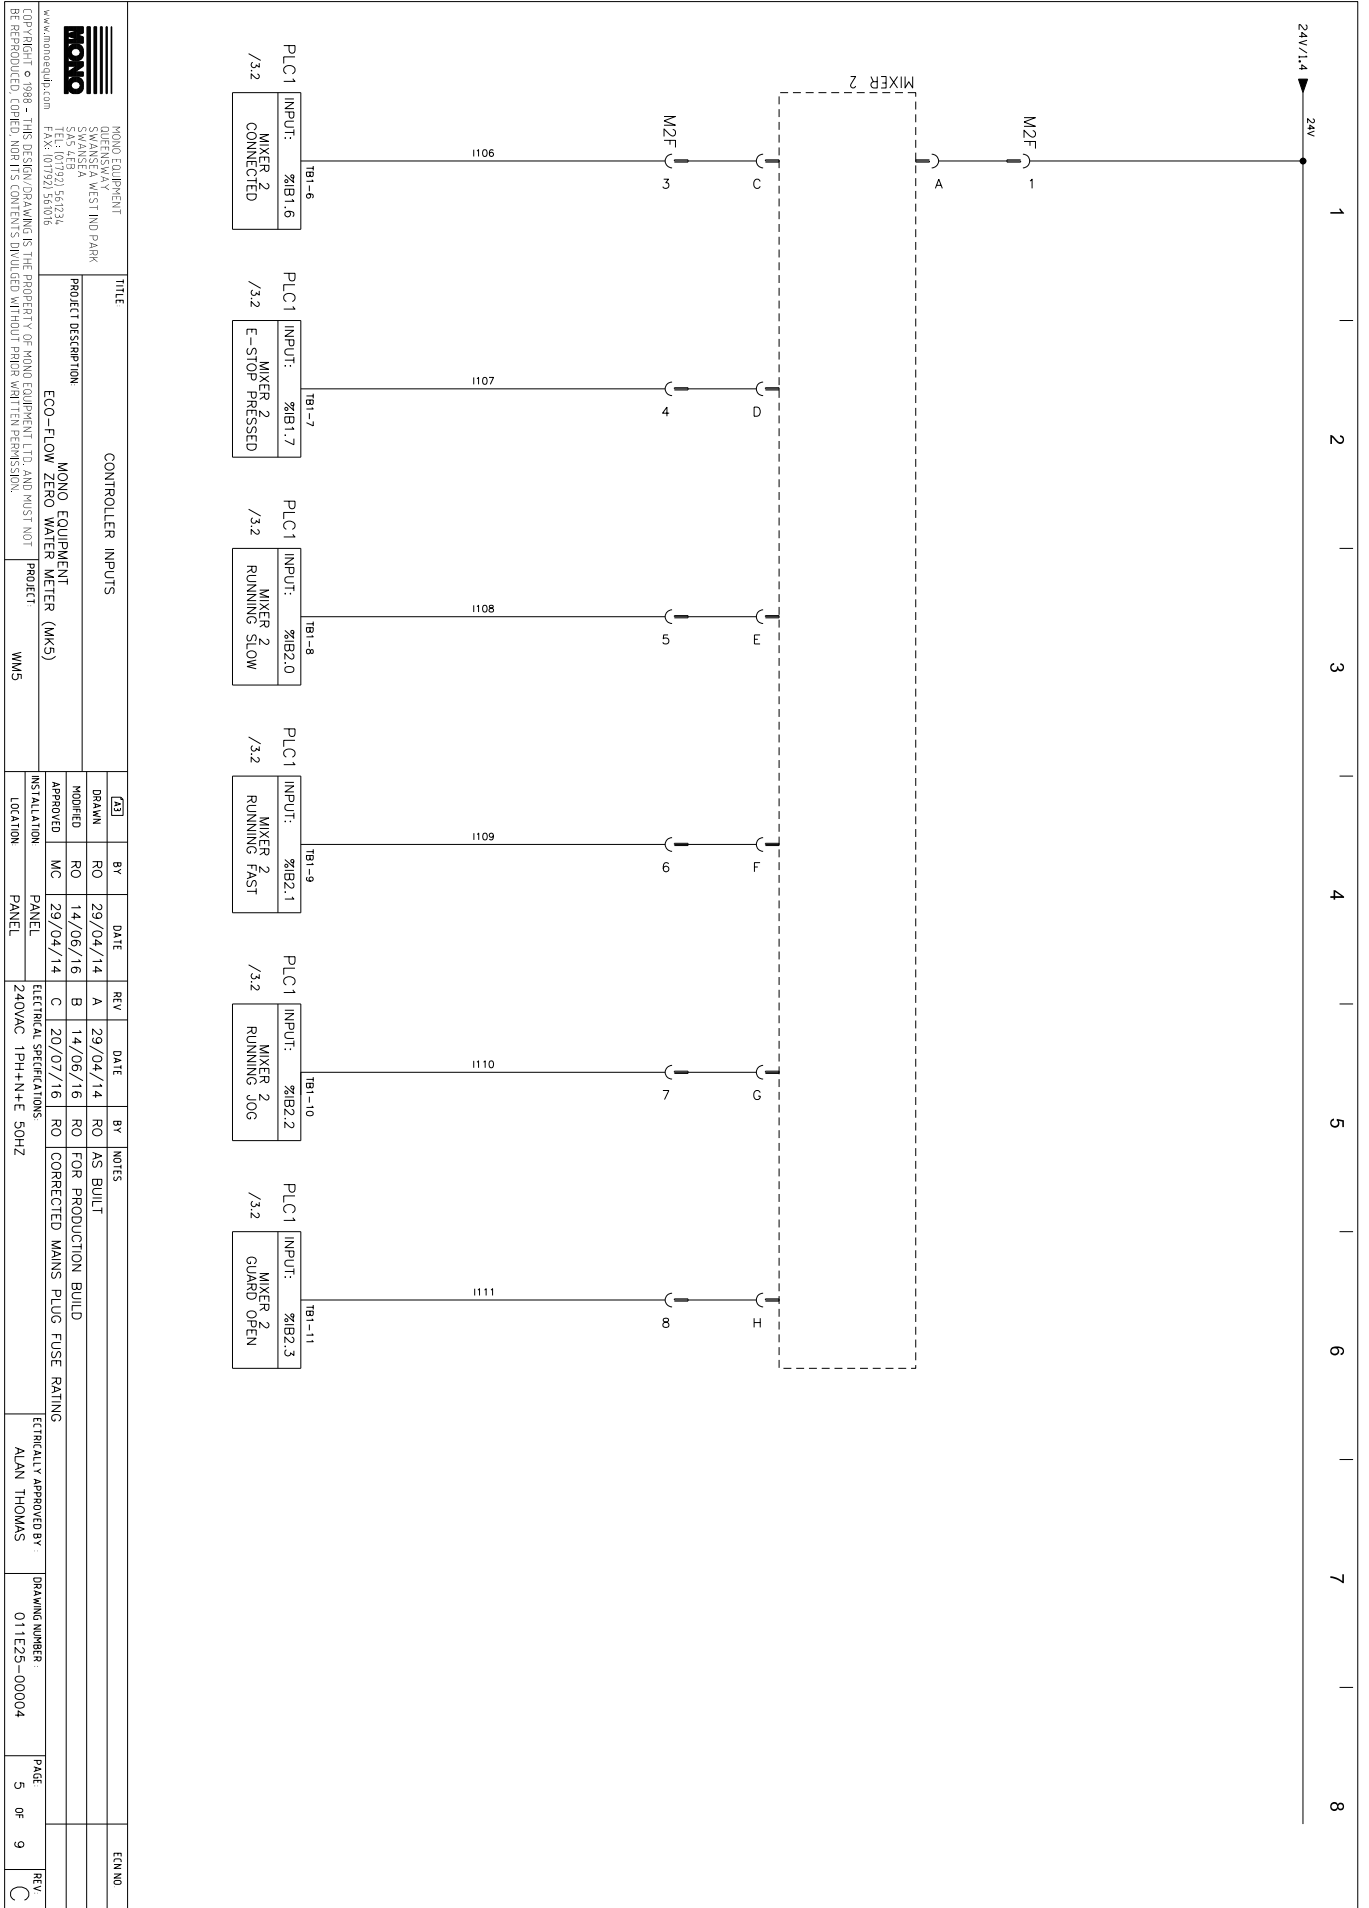 1 2 3 4 5 6 7 8
24V/1.4
24V
M2F
1
A
MIXER 2
C D E F G H
M2F
3 4 5 6 7 8
I106 I107 I108 I109 I110 I111
TB1-6
PLC1
INPUT: %IB1.6
MIXER 2
CONNECTED
/3.2
TB1-7
PLC1
INPUT: %IB1.7
MIXER 2
E-STOP PRESSED
/3.2
TB1-8
PLC1
INPUT: %IB2.0
MIXER 2
RUNNING SLOW
/3.2
TB1-9
PLC1
INPUT: %IB2.1
MIXER 2
RUNNING FAST
/3.2
TB1-10
PLC1
INPUT: %IB2.2
MIXER 2
RUNNING JOG
/3.2
TB1-11
PLC1
INPUT: %IB2.3
MIXER 2
GUARD OPEN
/3.2
MONO
www.monoequip.com
MONO EQUIPMENT
QUEENSWAY
SWANSEA WEST IND PARK
SWANSEA
SA5 4EB
TEL: (01792) 561234
FAX: (01792) 561016
COPYRIGHT © 1988 - THIS DESIGN/DRAWING IS THE PROPERTY OF MONO EQUIPMENT LTD. AND MUST NOT
BE REPRODUCED, COPIED, NOR ITS CONTENTS DIVULGED WITHOUT PRIOR WRITTEN PERMISSION.
TITLE:
CONTROLLER INPUTS
PROJECT DESCRIPTION:
MONO EQUIPMENT
ECO-FLOW ZERO WATER METER (MK5)
PROJECT:
WM5
A3 BY DATE REV DATE BY NOTES ECN NO
DRAWN RO 29/04/14 A 29/04/14 RO AS BUILT
MODIFIED RO 14/06/16 B 14/06/16 RO FOR PRODUCTION BUILD
APPROVED MC 29/04/14 C 20/07/16 RO CORRECTED MAINS PLUG FUSE RATING
INSTALLATION: PANEL
LOCATION: PANEL
ELECTRICAL SPECIFICATIONS:
240VAC 1PH+N+E 50HZ
ECTRICALLY APPROVED BY :
ALAN THOMAS
DRAWING NUMBER :
011E25-00004
PAGE:
5 OF 9
REV:
C